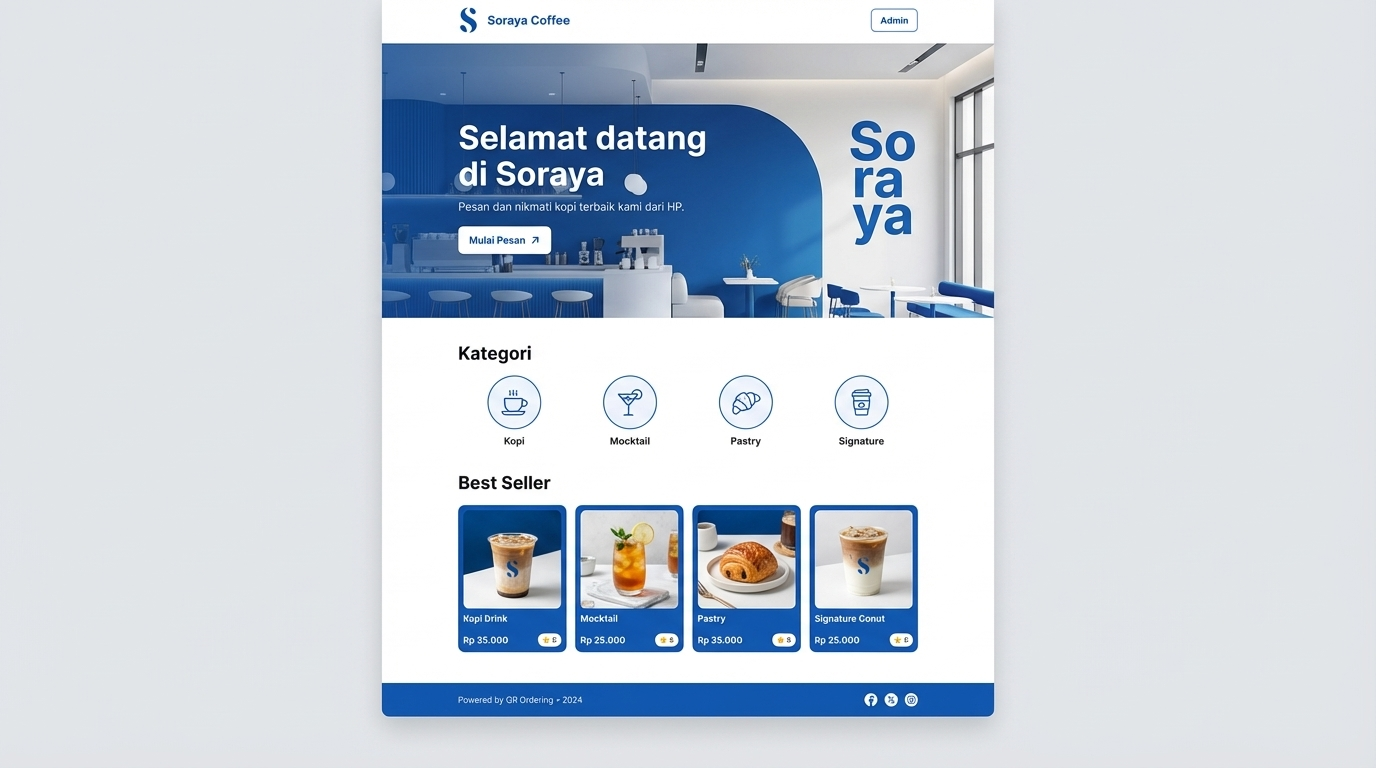 Soraya Coffee
Admin
Selamat datang
di Soraya
Pesan dan nikmati kopi terbaik kami dari HP.
Mulai Pesan
So
ra
ya
Kategori
Kopi
Mocktail
Pastry
Signature
Best Seller
Kopi Drink
Mocktail
Pastry
Signature Conut
Rp 35.000
Rp 25.000
Rp 35.000
Rp 25.000
Powered by QR Ordering - 2024